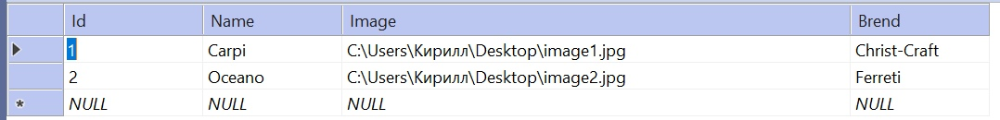 Id Name Image Brend
1 Carpi C:\Users\Кирилл\Desktop\image1.jpg Christ-Craft
2 Oceano C:\Users\Кирилл\Desktop\image2.jpg Ferreti
NULL NULL NULL NULL